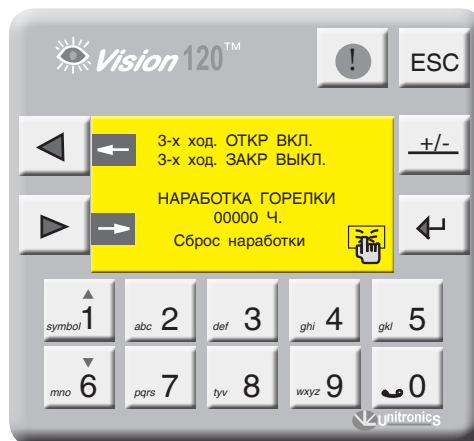 Vision 120™
!
ESC
3-х ход. ОТКР ВКЛ.
3-х ход. ЗАКР ВЫКЛ.
+/-
НАРАБОТКА ГОРЕЛКИ
00000 Ч.
Сброс наработки
symbol 1
abc 2
def 3
ghi 4
gkl 5
mno 6
pqrs 7
tyv 8
wxyz 9
0
unitronics